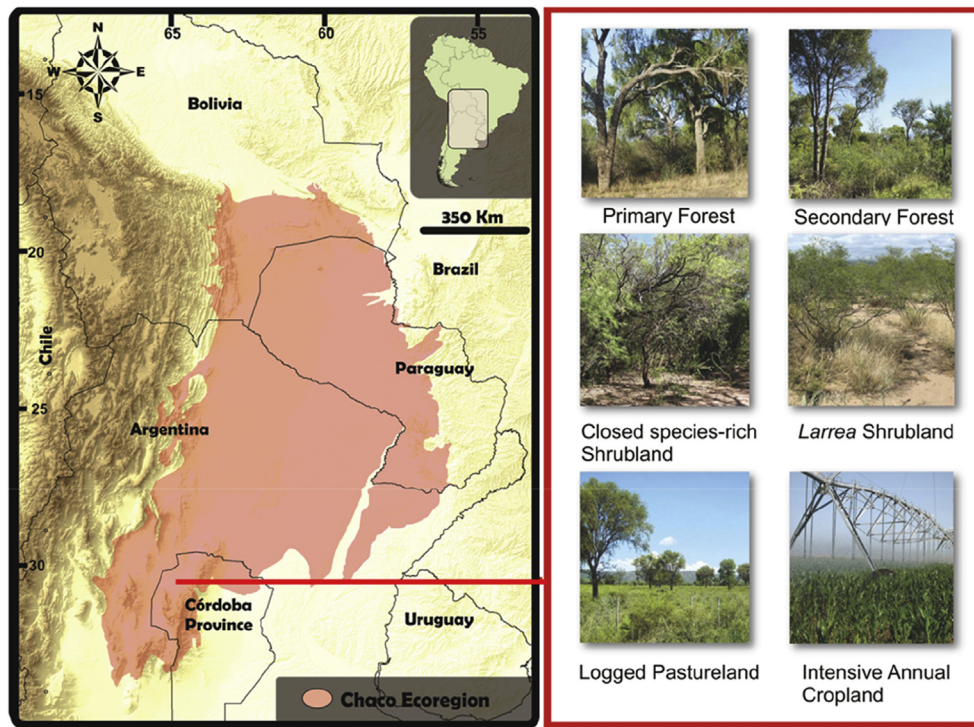 65
60
55
N
W
E
S
15
Bolivia
350 Km
20
Brazil
Chile
Paraguay
25
Argentina
30
Córdoba
Province
Uruguay
Chaco Ecoregion
Primary Forest
Secondary Forest
Closed species-rich
Shrubland
Larrea Shrubland
Logged Pastureland
Intensive Annual
Cropland